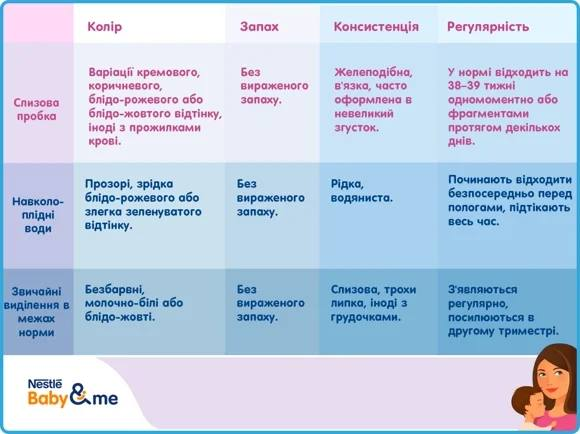 Колір
Запах
Консистенція
Регулярність
Слизова
пробка
Варіації кремового,
коричневого,
блідо-рожевого або
блідо-жовтого відтінку,
іноді з прожилками
крові.
Без
вираженого
запаху.
Желеподібна,
в'язка, часто
оформлена в
невеликий
згусток.
У нормі відходить на
38–39 тижні
одномоментно або
фрагментами
протягом декількох
днів.
Навколо-
плідні
води
Прозорі, зрідка
блідо-рожевого або
злегка зеленуватого
відтінку.
Без
вираженого
запаху.
Рідка,
водяниста.
Починають відходити
безпосередньо перед
пологами, підтікають
весь час.
Звичайні
виділення в
межах
норми
Безбарвні,
молочно-білі або
блідо-жовті.
Без
вираженого
запаху.
Слизова, трохи
липка, іноді з
грудочками.
З'являються
регулярно,
посилюються в
другому триместрі.
Nestlē
Baby&me